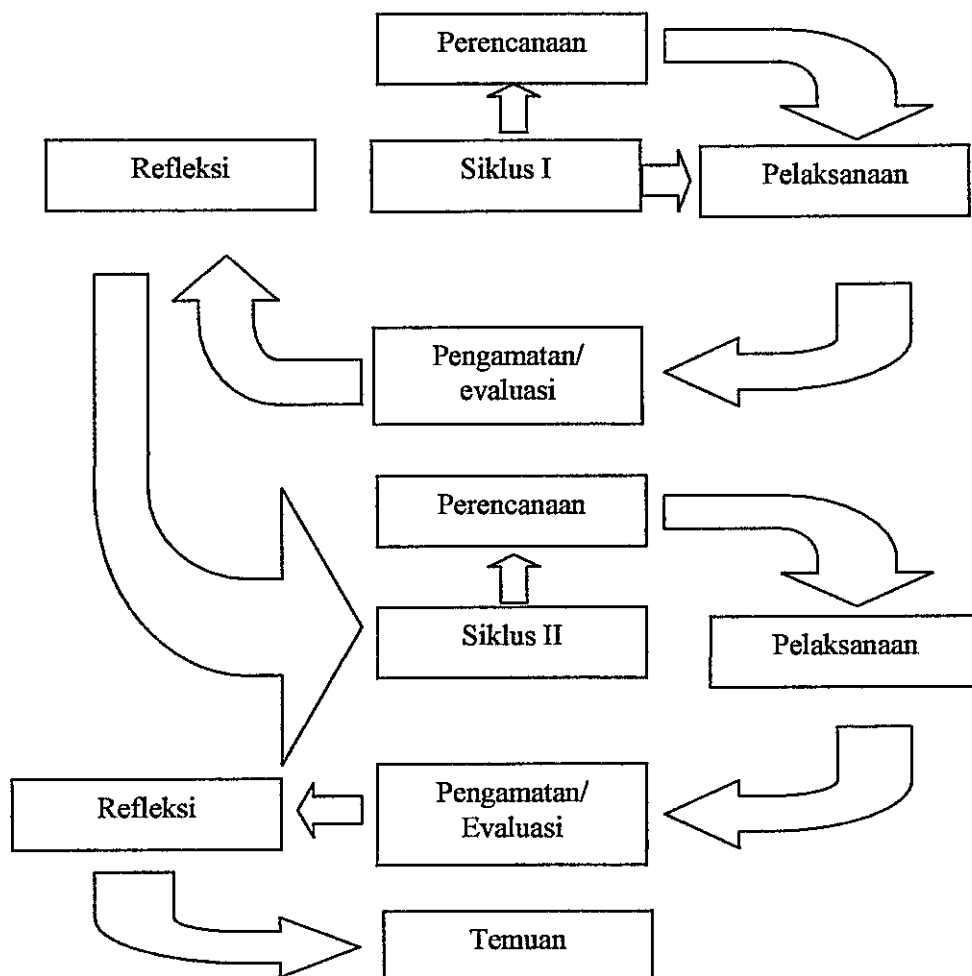 Perencanaan
Refleksi
Siklus I
Pelaksanaan
Pengamatan/
evaluasi
Perencanaan
Siklus II
Pelaksanaan
Refleksi
Pengamatan/
Evaluasi
Temuan